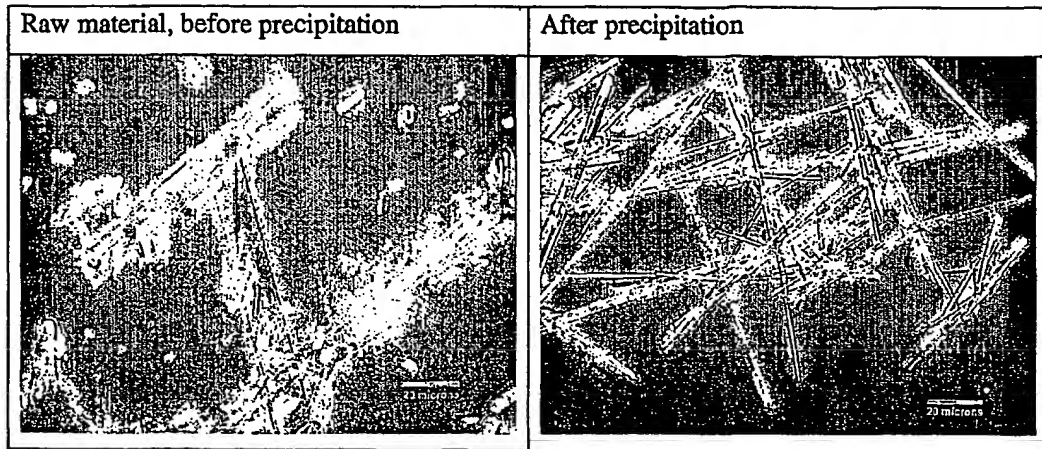 Raw material, before precipitation
After precipitation
20 microns
20 microns